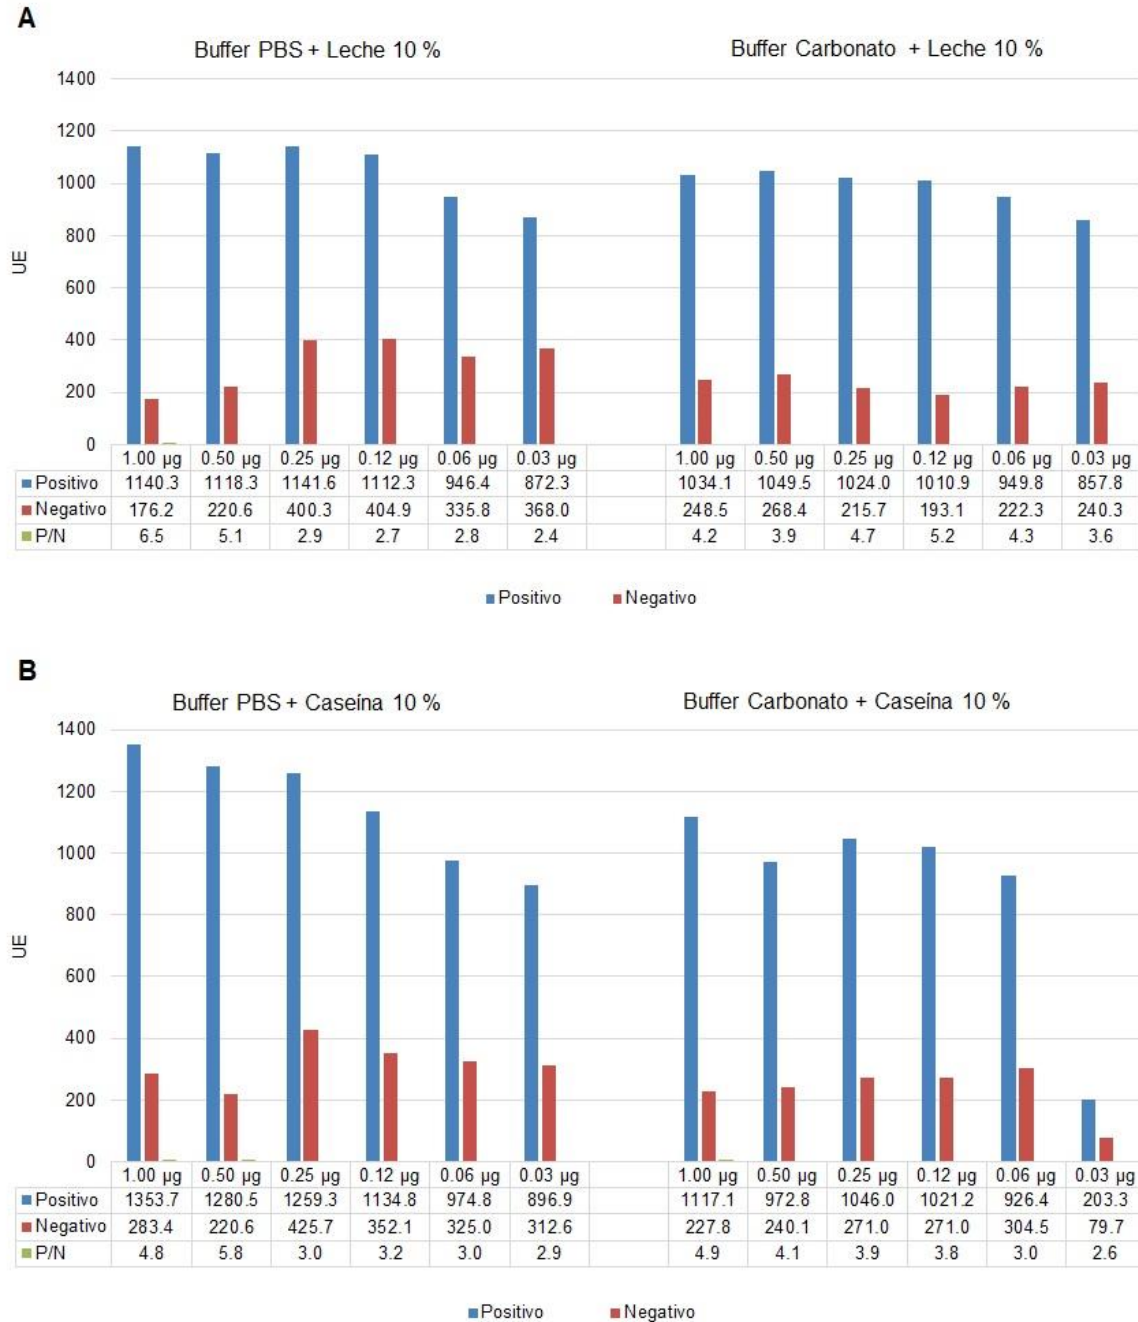 A
Buffer PBS + Leche 10 %
Buffer Carbonato + Leche 10 %
1400
1200
1000
800
600
400
200
0
UE
1.00 µg 0.50 µg 0.25 µg 0.12 µg 0.06 µg 0.03 µg 1.00 µg 0.50 µg 0.25 µg 0.12 µg 0.06 µg 0.03 µg
Positivo 1140.3 1118.3 1141.6 1112.3 946.4 872.3 1034.1 1049.5 1024.0 1010.9 949.8 857.8
Negativo 176.2 220.6 400.3 404.9 335.8 368.0 248.5 268.4 215.7 193.1 222.3 240.3
P/N 6.5 5.1 2.9 2.7 2.8 2.4 4.2 3.9 4.7 5.2 4.3 3.6
Positivo Negativo
B
Buffer PBS + Caseína 10 %
Buffer Carbonato + Caseína 10 %
1400
1200
1000
800
600
400
200
0
UE
1.00 µg 0.50 µg 0.25 µg 0.12 µg 0.06 µg 0.03 µg 1.00 µg 0.50 µg 0.25 µg 0.12 µg 0.06 µg 0.03 µg
Positivo 1353.7 1280.5 1259.3 1134.8 974.8 896.9 1117.1 972.8 1046.0 1021.2 926.4 203.3
Negativo 283.4 220.6 425.7 352.1 325.0 312.6 227.8 240.1 271.0 271.0 304.5 79.7
P/N 4.8 5.8 3.0 3.2 3.0 2.9 4.9 4.1 3.9 3.8 3.0 2.6
Positivo Negativo